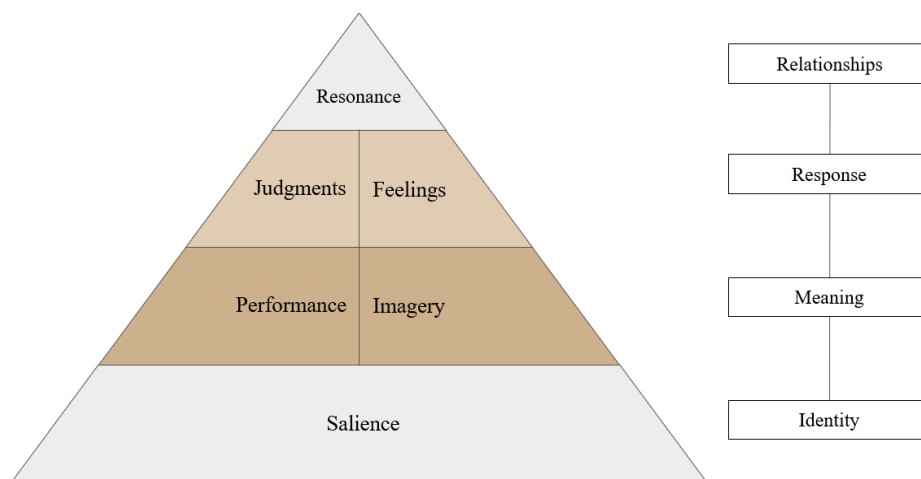 Resonance
Relationships
Judgments
Feelings
Response
Performance
Imagery
Meaning
Salience
Identity